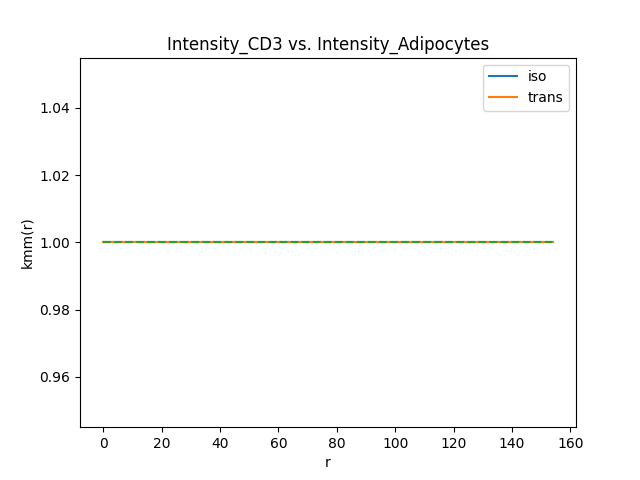 Intensity_CD3 vs. Intensity_Adipocytes
iso
trans
kmm(r)
1.04
1.02
1.00
0.98
0.96
0 20 40 60 80 100 120 140 160
r